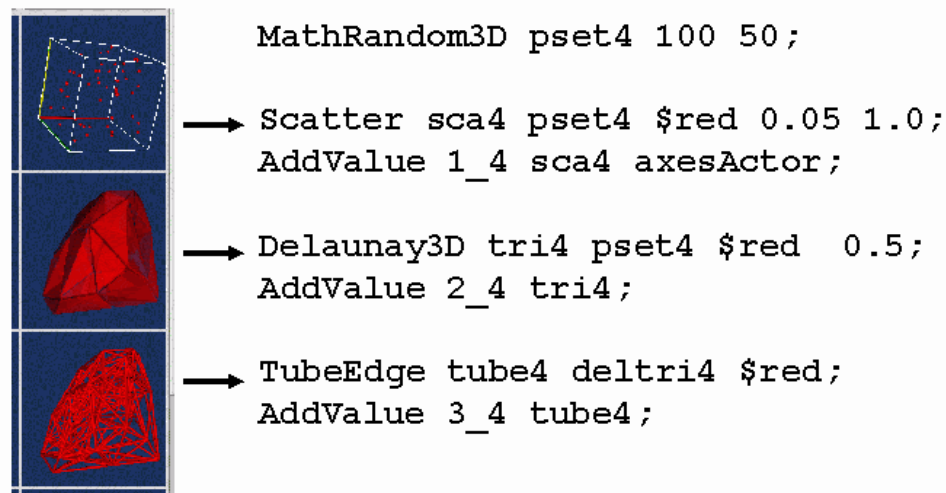 MathRandom3D pset4 100 50;
Scatter sca4 pset4 $red 0.05 1.0;
AddValue 1_4 sca4 axesActor;
Delaunay3D tri4 pset4 $red  0.5;
AddValue 2_4 tri4;
TubeEdge tube4 deltri4 $red;
AddValue 3_4 tube4;